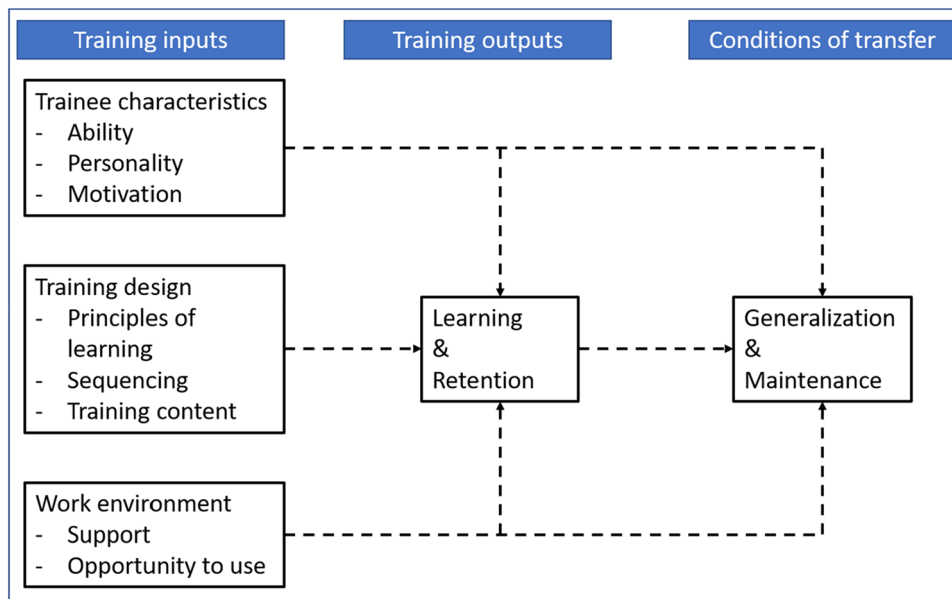 Training inputs
Training outputs
Conditions of transfer
Trainee characteristics
- Ability
- Personality
- Motivation
Training design
- Principles of
learning
- Sequencing
- Training content
Work environment
- Support
- Opportunity to use
Learning
&
Retention
Generalization
&
Maintenance